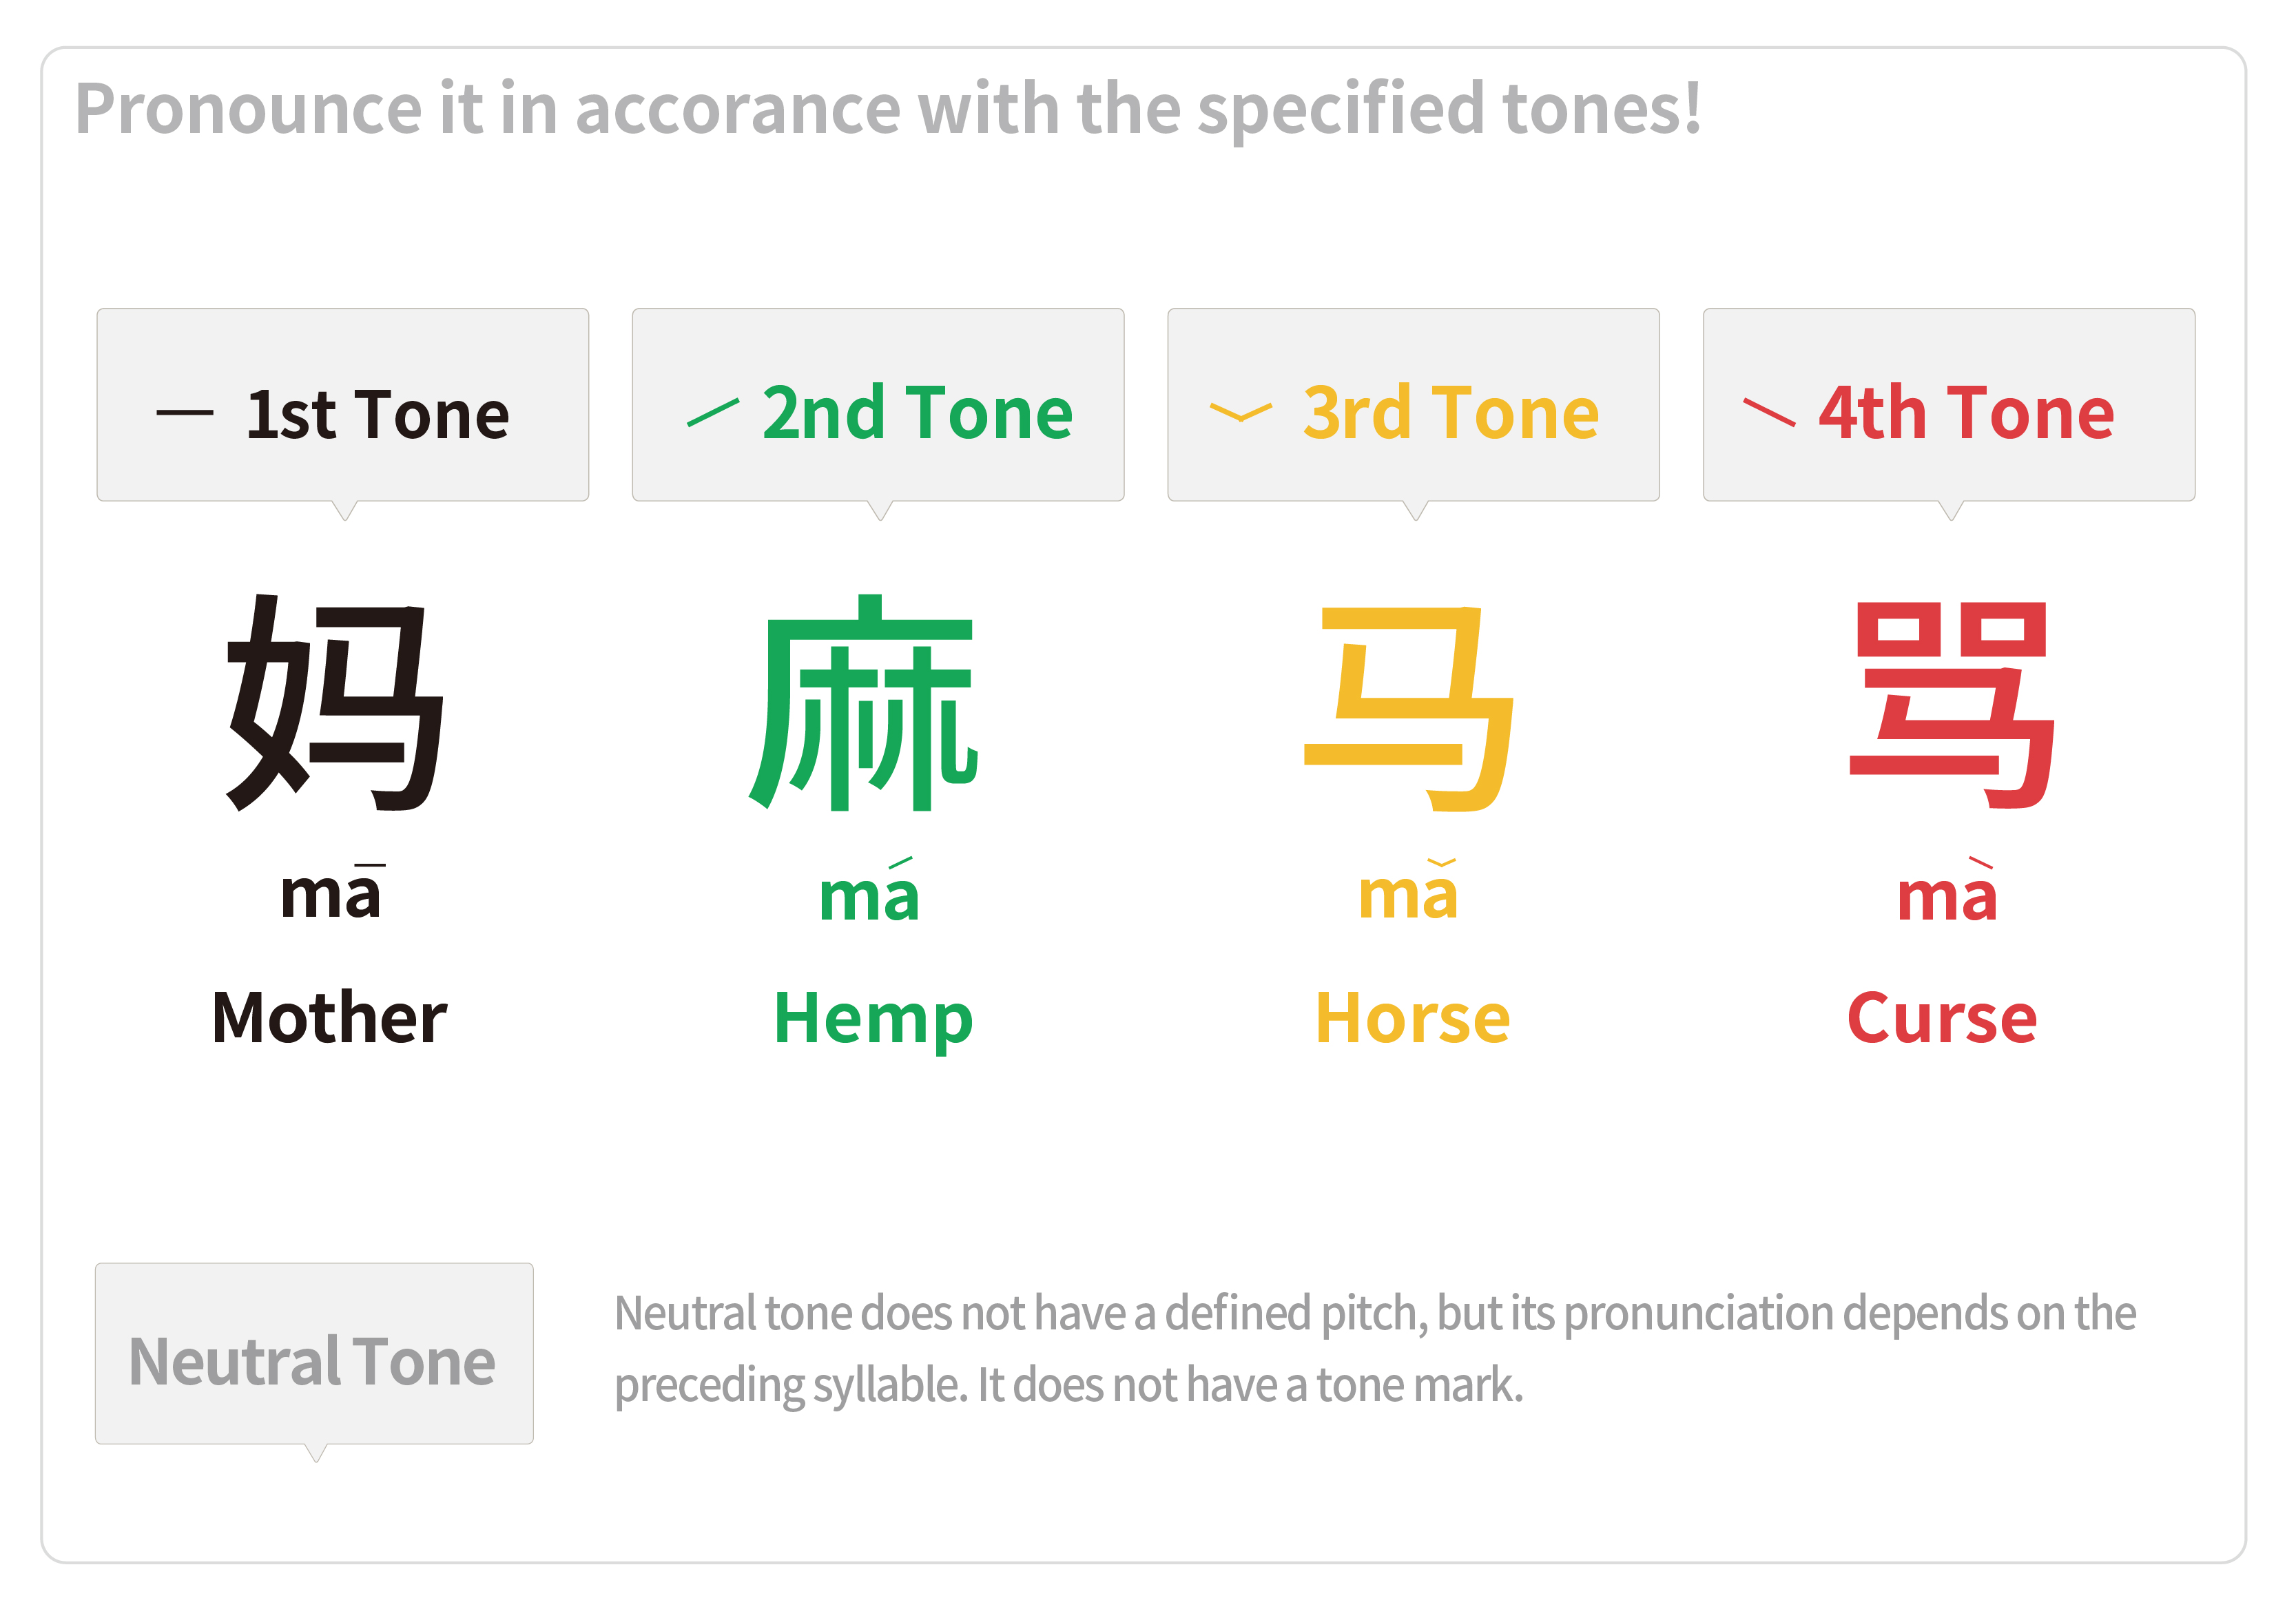 Pronounce it in accorance with the specified tones!
1st Tone
2nd Tone
3rd Tone
4th Tone
妈
麻
马
骂
mā
má
mǎ
mà
Mother
Hemp
Horse
Curse
Neutral Tone
Neutral tone does not have a defined pitch, but its pronunciation depends on the
preceding syllable. It does not have a tone mark.